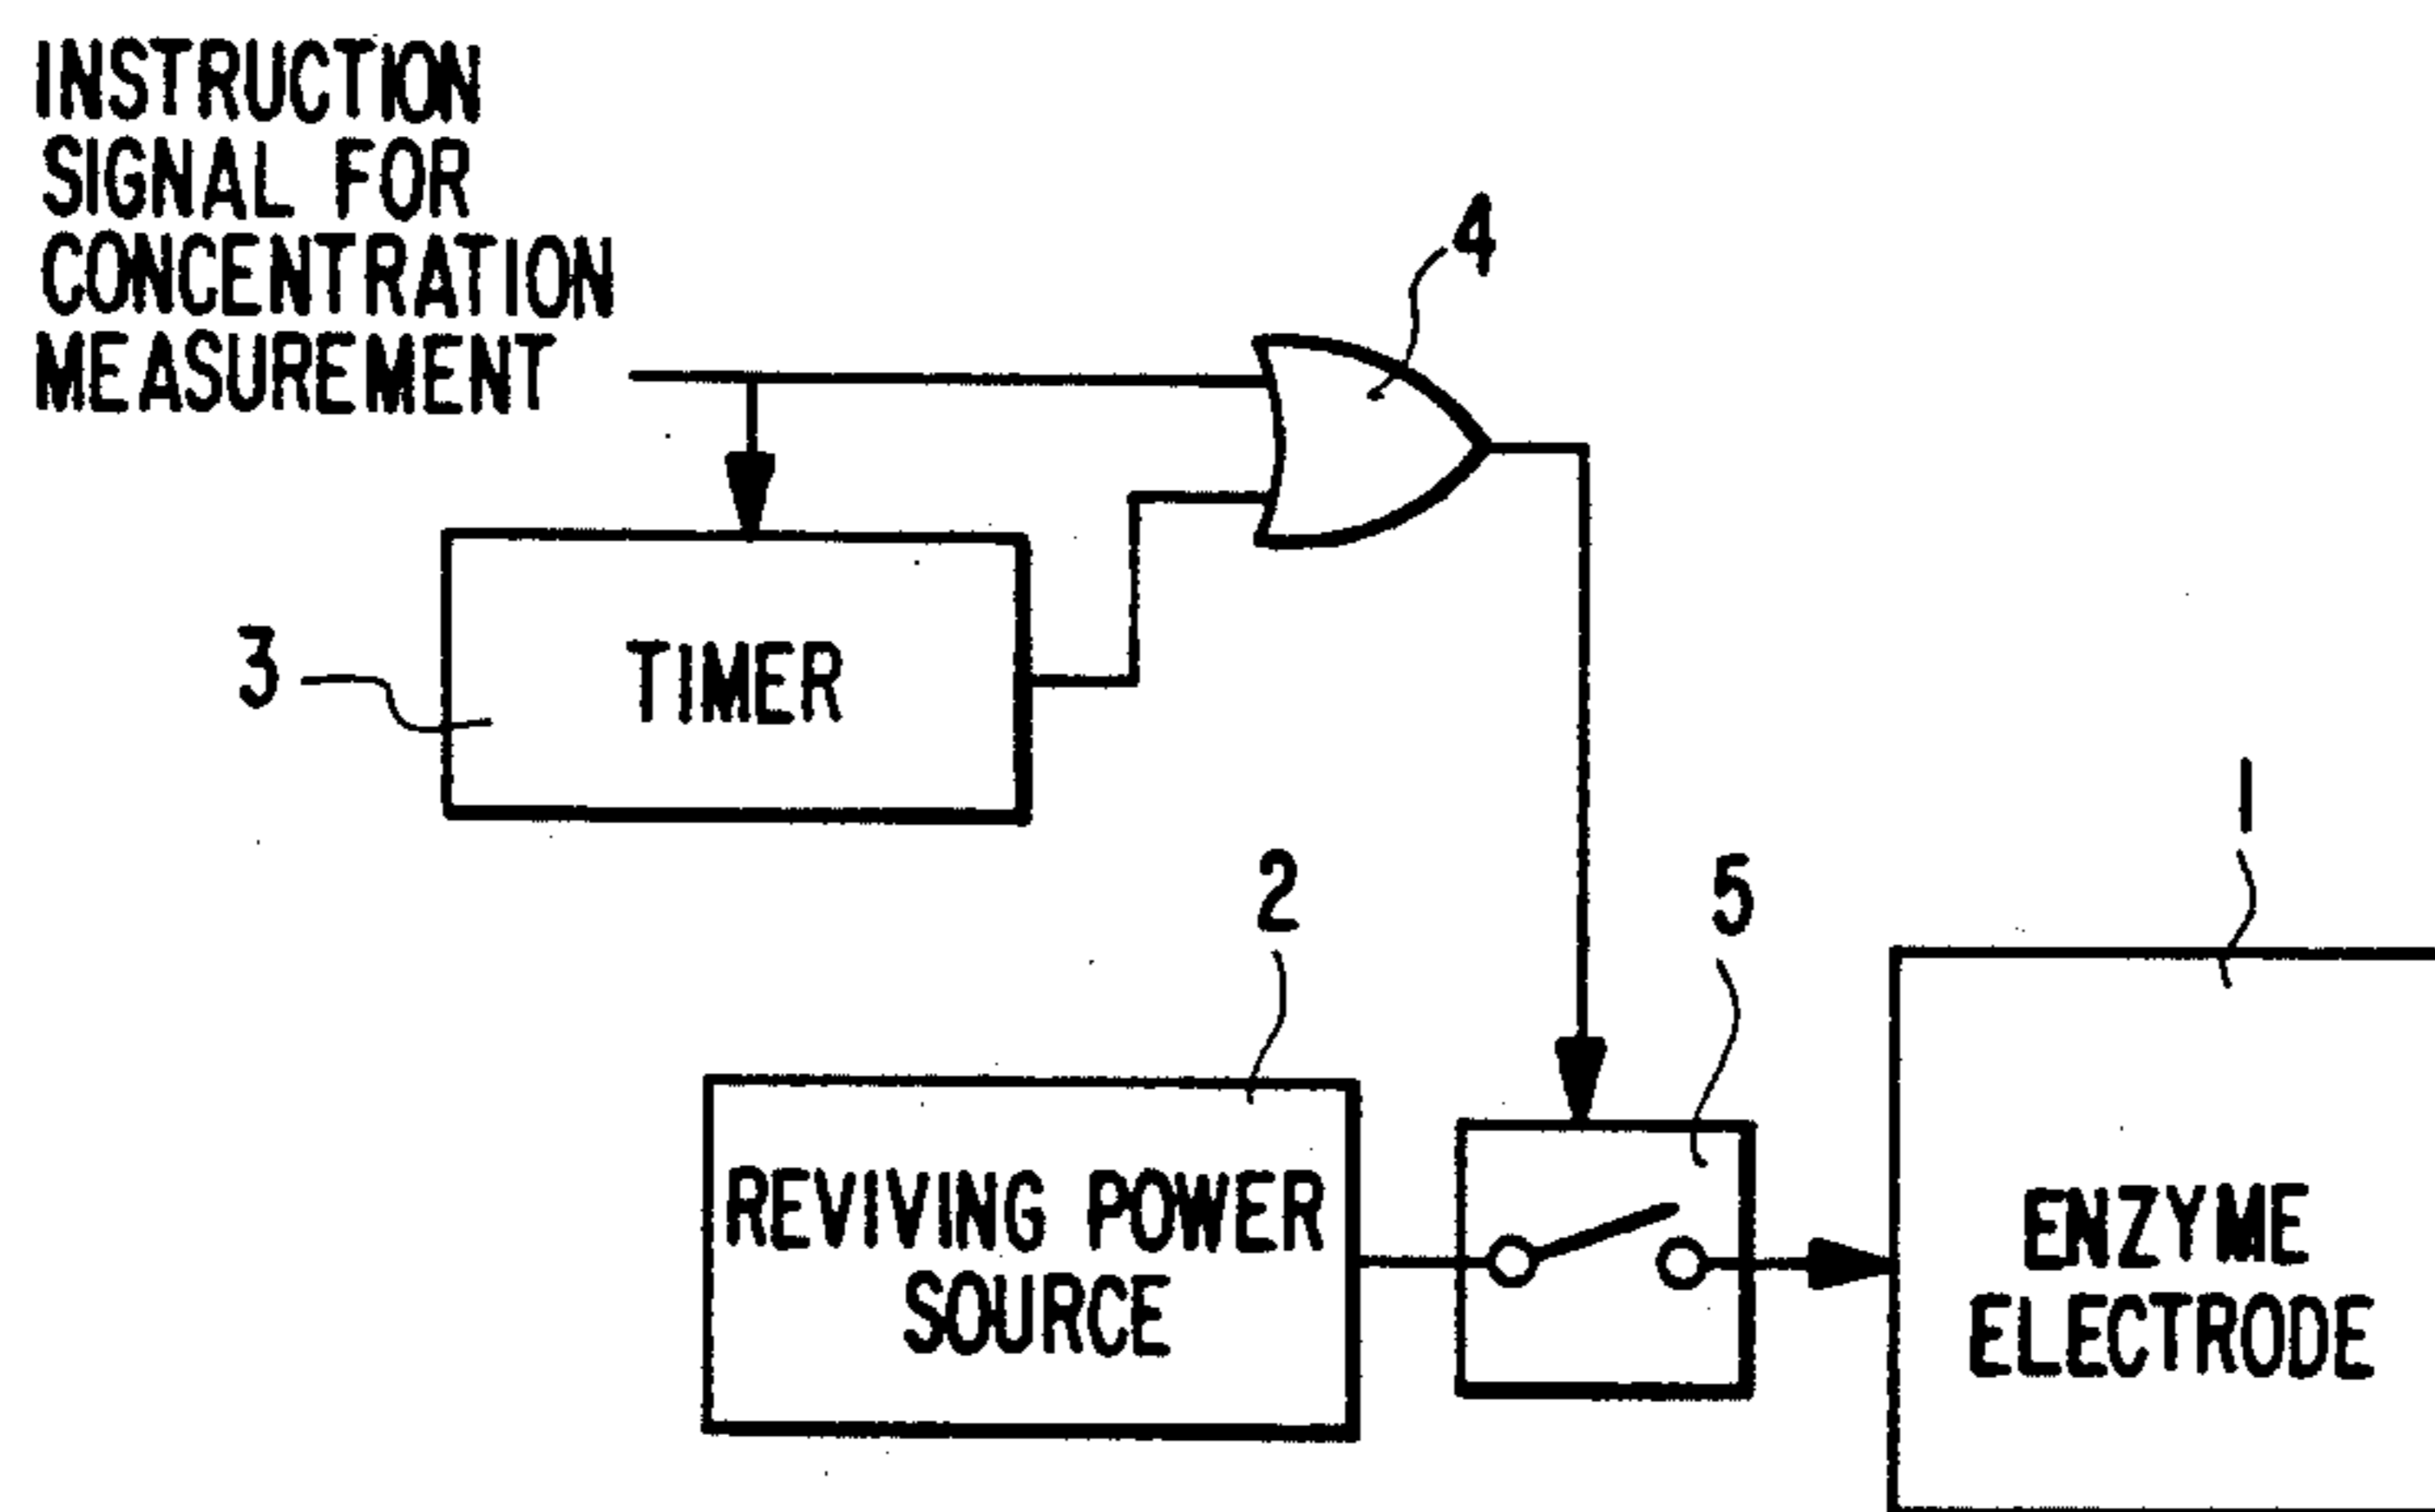 INSTRUCTION
SIGNAL FOR
CONCENTRATION
MEASUREMENT
4
3
TIMER
1
2
5
REVIVING POWER
SOURCE
ENZYME
ELECTRODE